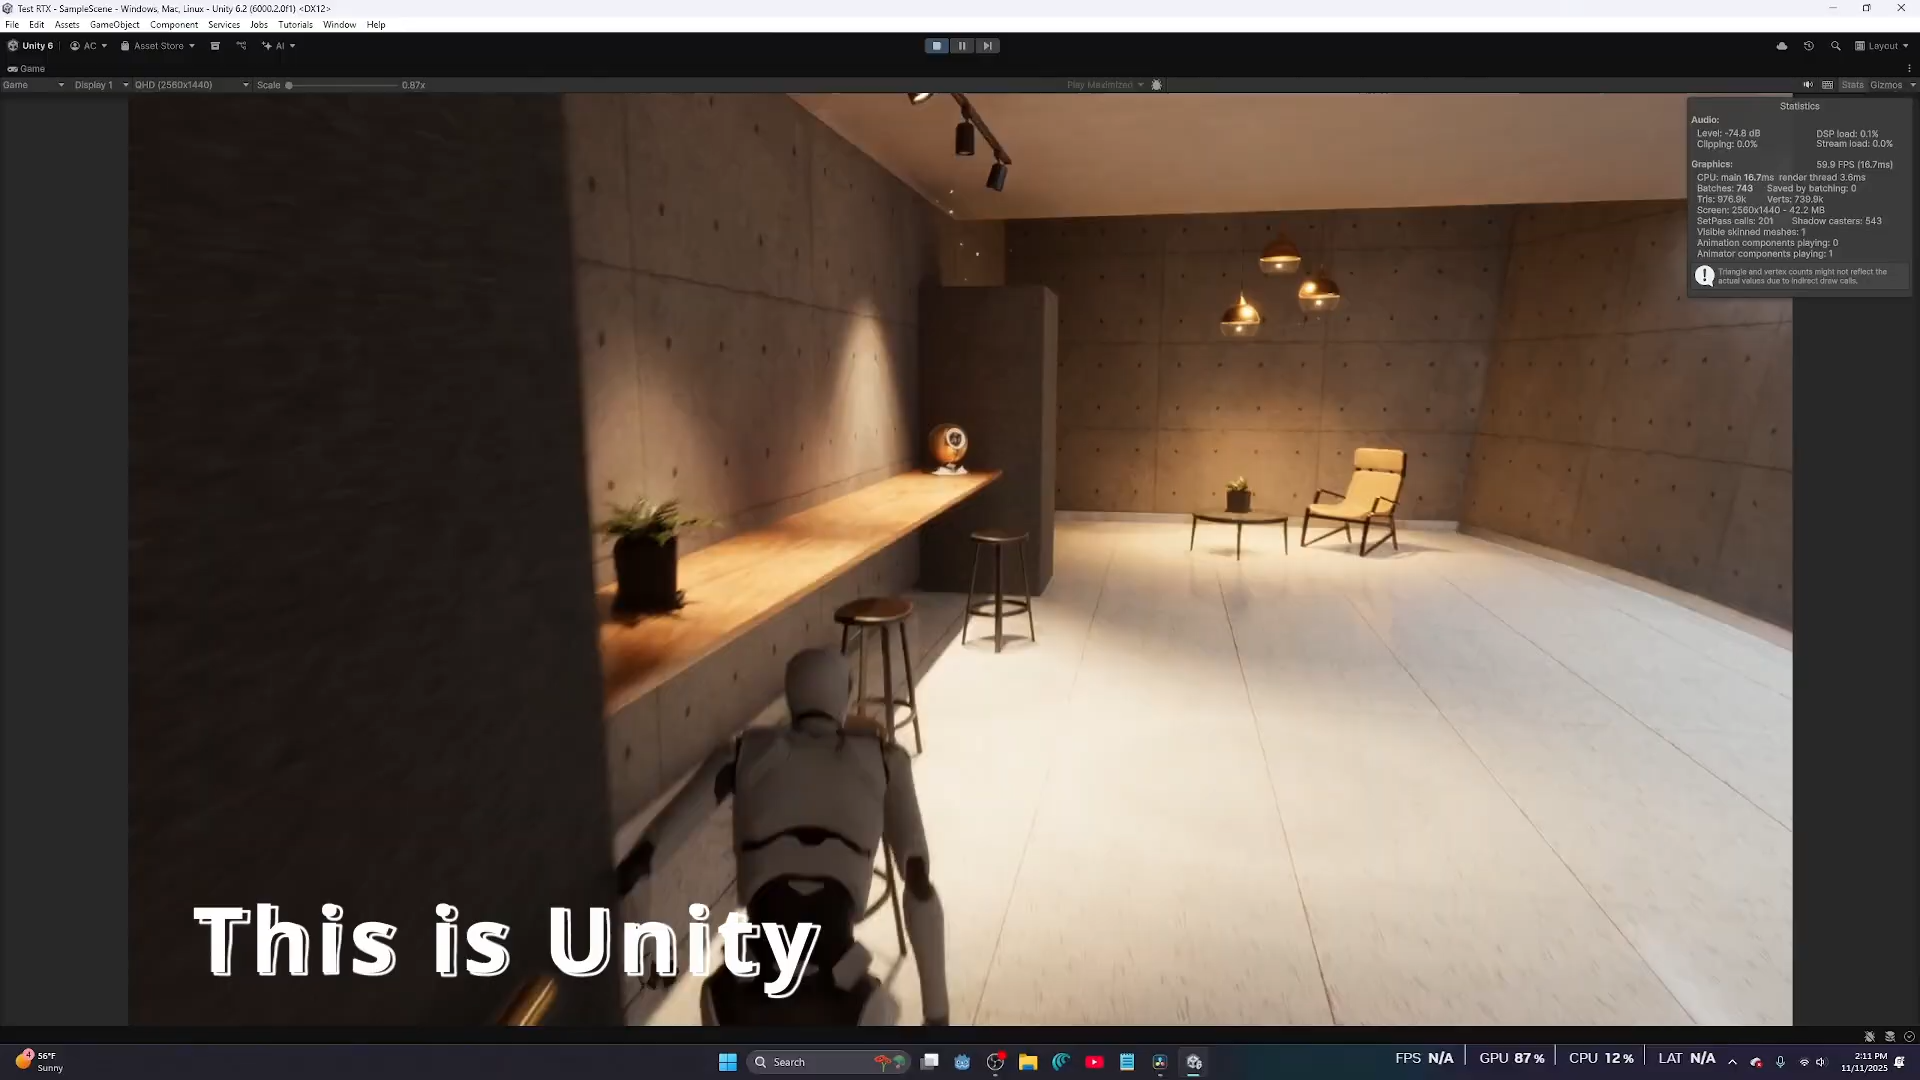 Test RTX - SampleScene - Windows, Mac, Linux - Unity 6.2 (6000.2.0f1) <DX12>
File Edit Assets GameObject Component Services Jobs Tutorials Window Help
Unity 6 AC Asset Store AI Layout
Game
Game Display 1 QHD (2560x1440) Scale 0.87x Play Maximized Stats Gizmos
Statistics
Audio:
Level: -74.8 dB DSP load: 0.1%
Clipping: 0.0% Stream load: 0.0%
Graphics: 59.9 FPS (16.7ms)
CPU: main 16.7ms render thread 3.6ms
Batches: 743 Saved by batching: 0
Tris: 976.9k Verts: 739.9k
Screen: 2560x1440 - 42.2 MB
SetPass calls: 201 Shadow casters: 543
Visible skinned meshes: 1
Animation components playing: 0
Animator components playing: 1
Triangle and vertex counts might not reflect the
actual values due to indirect draw calls.
This is Unity
4
56°F
Sunny
Search
FPS N/A GPU 87% CPU 12% LAT N/A
2:11 PM
11/11/2025